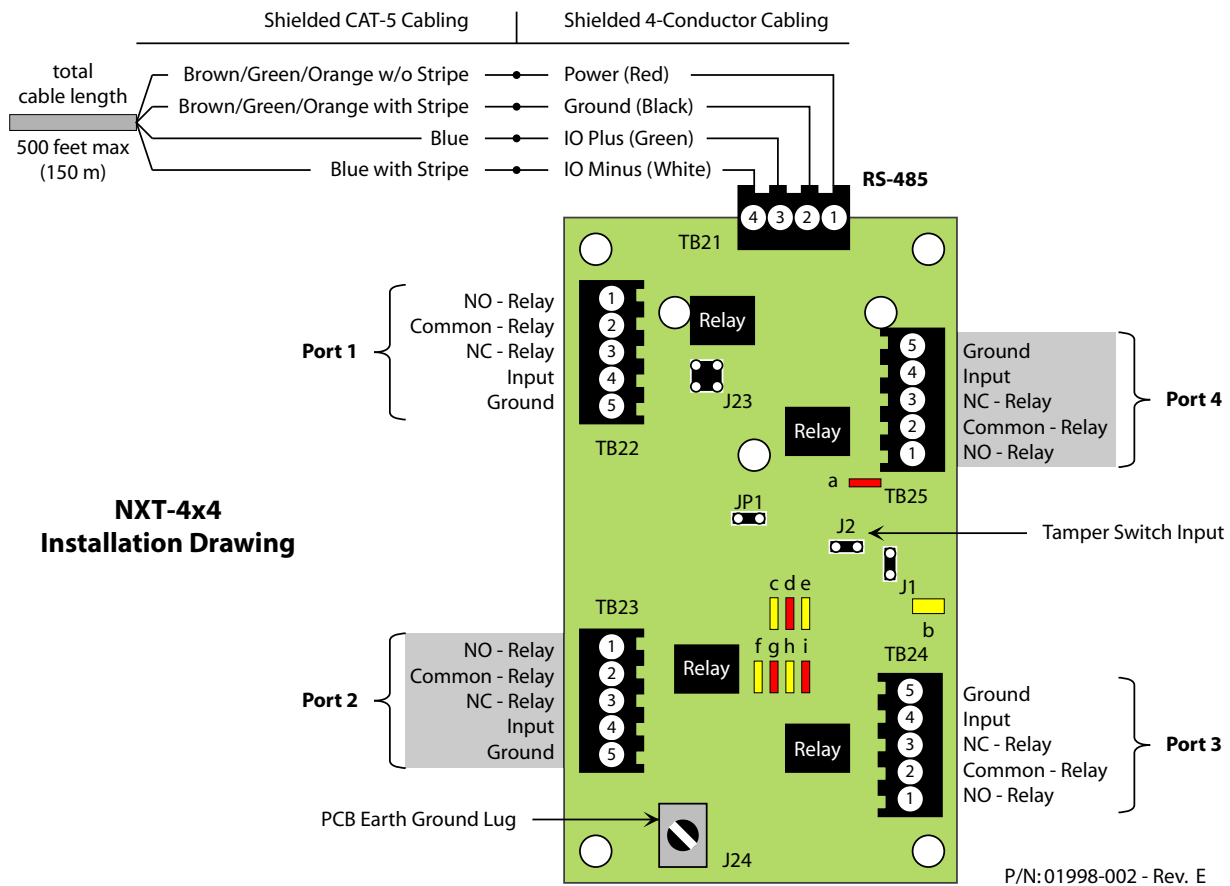 Shielded CAT-5 Cabling
Shielded 4-Conductor Cabling
total
cable length
500 feet max
(150 m)
Brown/Green/Orange w/o Stripe
Power (Red)
Brown/Green/Orange with Stripe
Ground (Black)
Blue
IO Plus (Green)
Blue with Stripe
IO Minus (White)
RS-485
4 3 2 1
TB21
Port 1
NO - Relay
Common - Relay
NC - Relay
Input
Ground
1
2
3
4
5
TB22
Relay
J23
Relay
5
4
3
2
1
Ground
Input
NC - Relay
Common - Relay
NO - Relay
Port 4
a
TB25
NXT-4x4
Installation Drawing
JP1
J2
Tamper Switch Input
J1
b
c d e
f g h i
TB23
Port 2
NO - Relay
Common - Relay
NC - Relay
Input
Ground
1
2
3
4
5
Relay
Relay
TB24
5
4
3
2
1
Ground
Input
NC - Relay
Common - Relay
NO - Relay
Port 3
PCB Earth Ground Lug
J24
P/N: 01998-002 - Rev. E